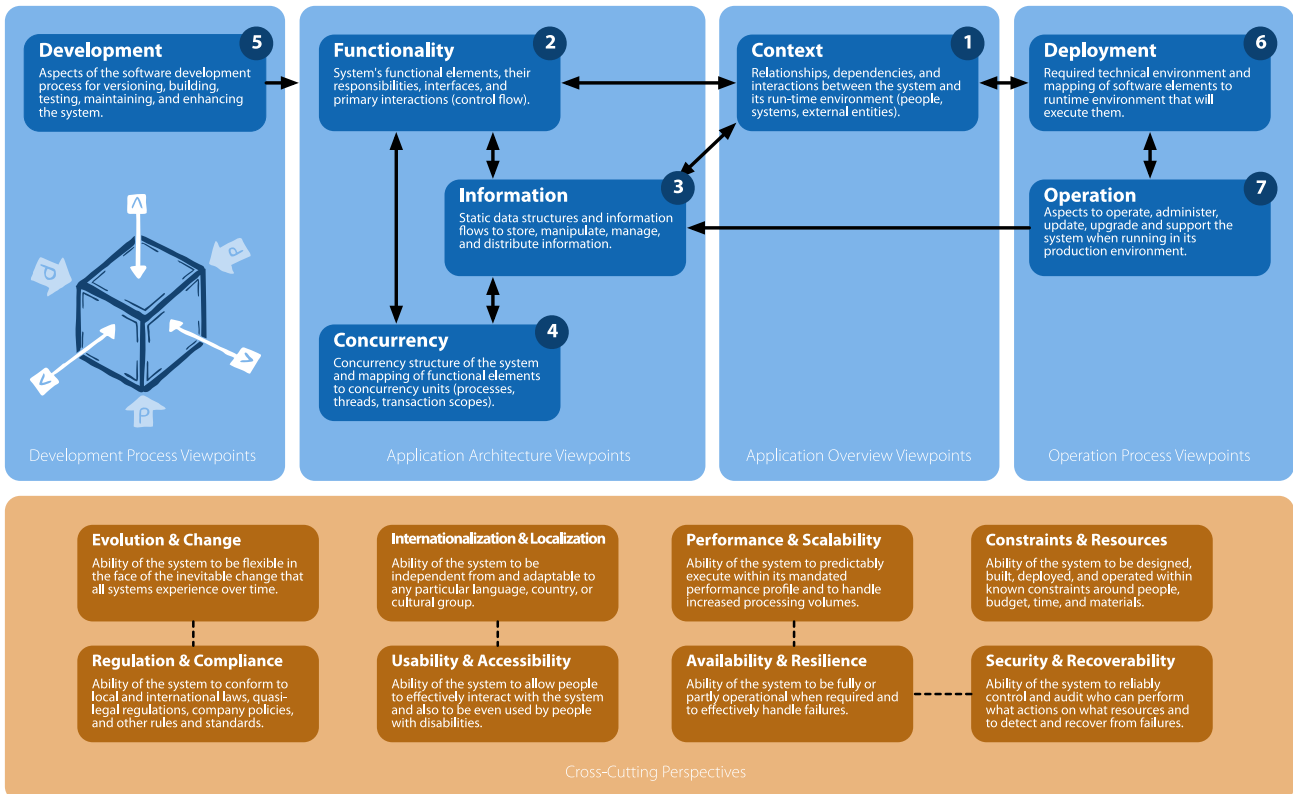 Development
5
Aspects of the software development
process for versioning, building,
testing, maintaining, and enhancing
the system.
V
P
P
V
V
P
Development Process Viewpoints
Functionality
2
System's functional elements, their
responsibilities, interfaces, and
primary interactions (control flow).
Information
3
Static data structures and information
flows to store, manipulate, manage,
and distribute information.
Concurrency
4
Concurrency structure of the system
and mapping of functional elements
to concurrency units (processes,
threads, transaction scopes).
Application Architecture Viewpoints
Context
1
Relationships, dependencies, and
interactions between the system and
its run-time environment (people,
systems, external entities).
Application Overview Viewpoints
Deployment
6
Required technical environment and
mapping of software elements to
runtime environment that will
execute them.
Operation
7
Aspects to operate, administer,
update, upgrade and support the
system when running in its
production environment.
Operation Process Viewpoints
Evolution & Change
Ability of the system to be flexible in
the face of the inevitable change that
all systems experience over time.
Internationalization & Localization
Ability of the system to be
independent from and adaptable to
any particular language, country, or
cultural group.
Performance & Scalability
Ability of the system to predictably
execute within its mandated
performance profile and to handle
increased processing volumes.
Constraints & Resources
Ability of the system to be designed,
built, deployed, and operated within
known constraints around people,
budget, time, and materials.
Regulation & Compliance
Ability of the system to conform to
local and international laws, quasi-
legal regulations, company policies,
and other rules and standards.
Usability & Accessibility
Ability of the system to allow people
to effectively interact with the system
and also to be even used by people
with disabilities.
Availability & Resilience
Ability of the system to be fully or
partly operational when required and
to effectively handle failures.
Security & Recoverability
Ability of the system to reliably
control and audit who can perform
what actions on what resources and
to detect and recover from failures.
Cross-Cutting Perspectives